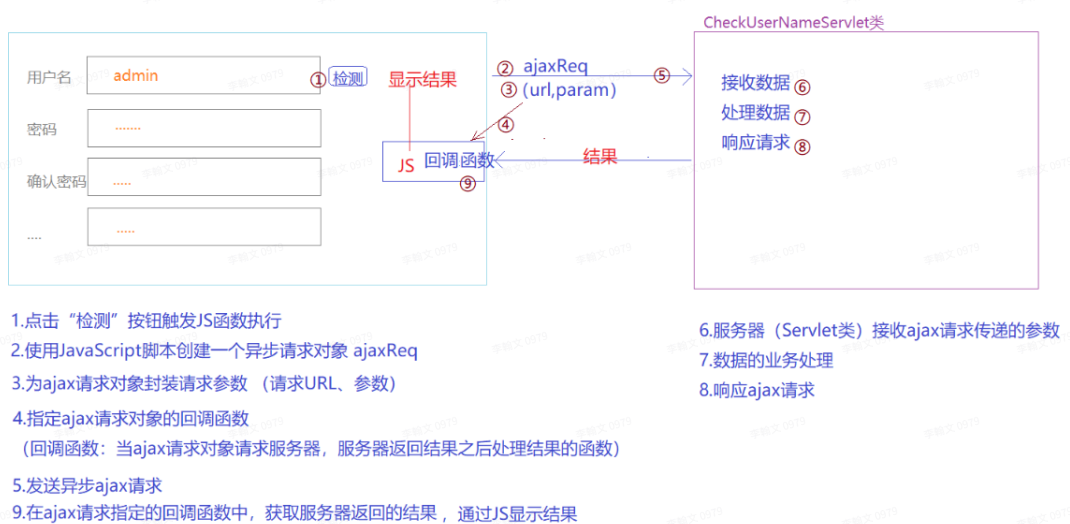 CheckUserNameServlet类
用户名 admin ① 检测 显示结果
② ajaxReq ⑤
③ (url,param)
④
接收数据 ⑥
处理数据 ⑦
响应请求 ⑧
密码 .......
JS 回调函数 结果
⑨
确认密码 .....
.... .....
1.点击“检测”按钮触发JS函数执行
2.使用JavaScript脚本创建一个异步请求对象 ajaxReq
3.为ajax请求对象封装请求参数 （请求URL、参数）
4.指定ajax请求对象的回调函数
（回调函数：当ajax请求对象请求服务器，服务器返回结果之后处理结果的函数）
5.发送异步ajax请求
9.在ajax请求指定的回调函数中，获取服务器返回的结果 ，通过JS显示结果
6.服务器（Servlet类）接收ajax请求传递的参数
7.数据的业务处理
8.响应ajax请求